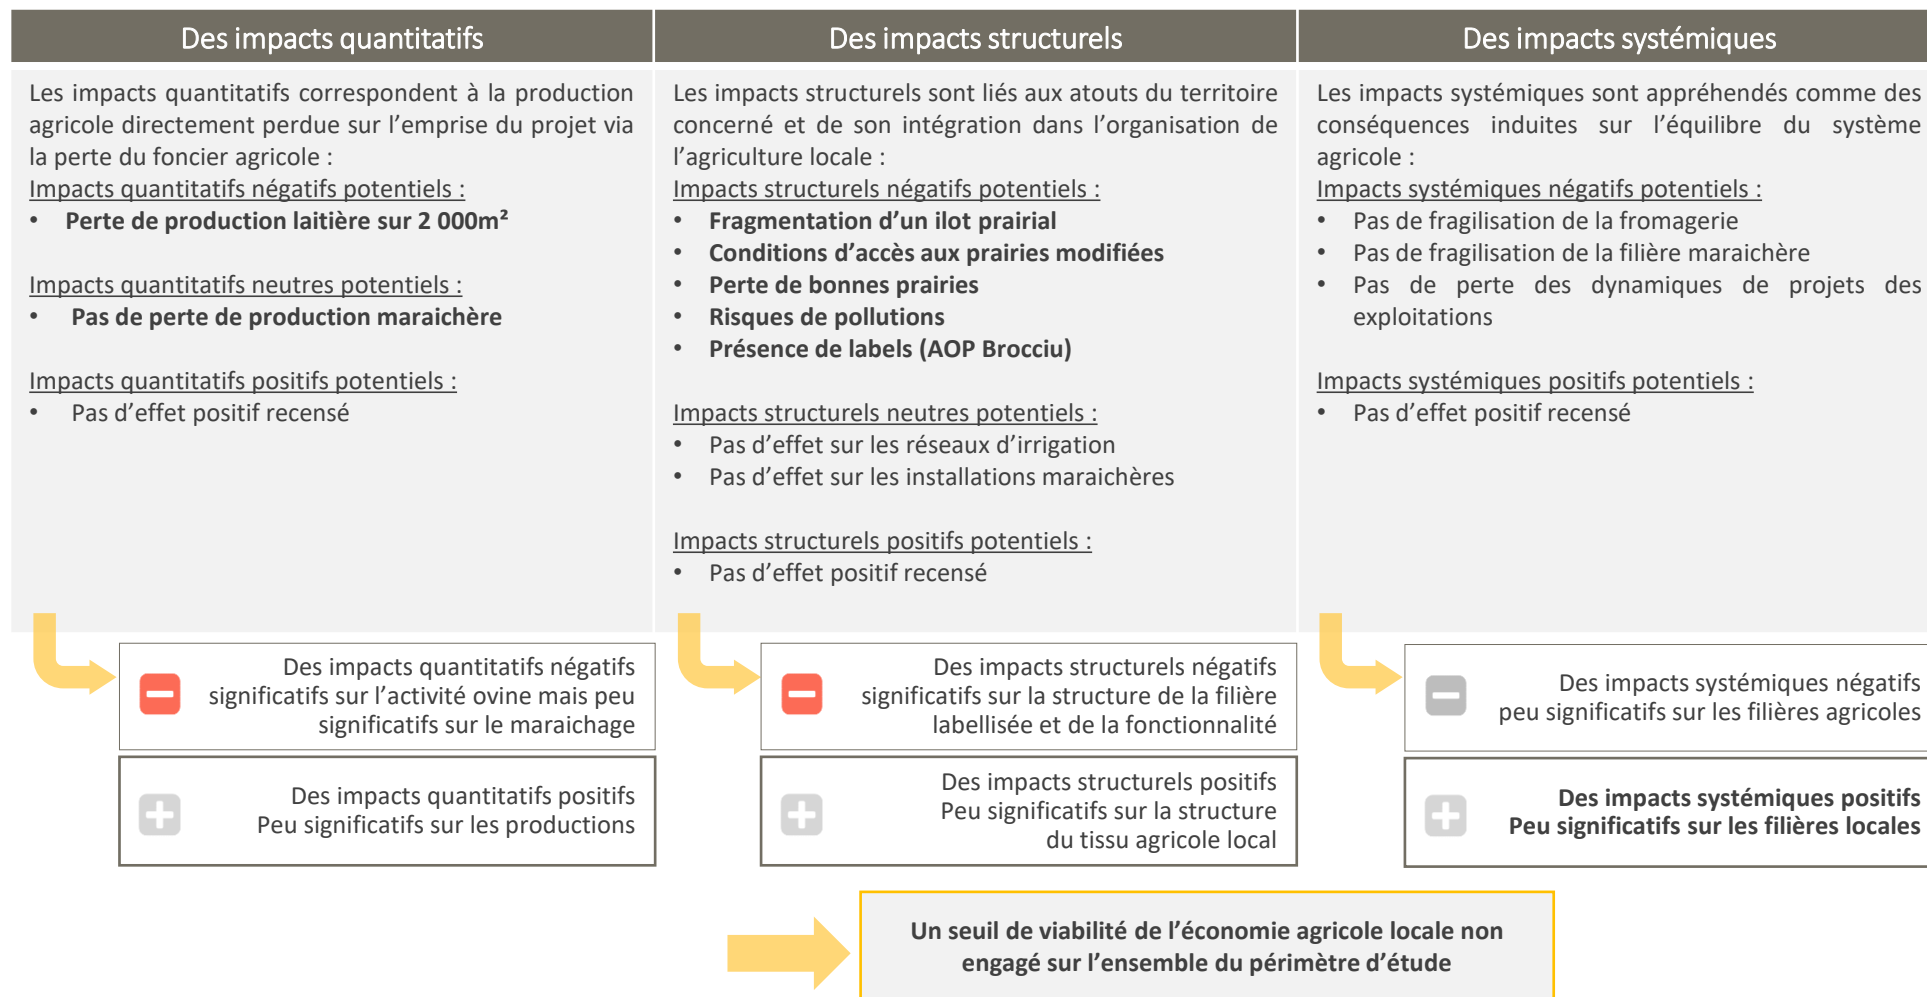 Des impacts quantitatifs
Les impacts quantitatifs correspondent à la production
agricole directement perdue sur l’emprise du projet via
la perte du foncier agricole :
Impacts quantitatifs négatifs potentiels :
• Perte de production laitière sur 2 000m²
Impacts quantitatifs neutres potentiels :
• Pas de perte de production maraichère
Impacts quantitatifs positifs potentiels :
• Pas d’effet positif recensé
Des impacts quantitatifs négatifs
significatifs sur l’activité ovine mais peu
significatifs sur le maraichage
Des impacts quantitatifs positifs
Peu significatifs sur les productions
Des impacts structurels
Les impacts structurels sont liés aux atouts du territoire
concerné et de son intégration dans l’organisation de
l’agriculture locale :
Impacts structurels négatifs potentiels :
• Fragmentation d’un ilot prairial
• Conditions d’accès aux prairies modifiées
• Perte de bonnes prairies
• Risques de pollutions
• Présence de labels (AOP Brocciu)
Impacts structurels neutres potentiels :
• Pas d’effet sur les réseaux d’irrigation
• Pas d’effet sur les installations maraichères
Impacts structurels positifs potentiels :
• Pas d’effet positif recensé
Des impacts structurels négatifs
significatifs sur la structure de la filière
labellisée et de la fonctionnalité
Des impacts structurels positifs
Peu significatifs sur la structure
du tissu agricole local
Des impacts systémiques
Les impacts systémiques sont appréhendés comme des
conséquences induites sur l’équilibre du système
agricole :
Impacts systémiques négatifs potentiels :
• Pas de fragilisation de la fromagerie
• Pas de fragilisation de la filière maraichère
• Pas de perte des dynamiques de projets des
exploitations
Impacts systémiques positifs potentiels :
• Pas d’effet positif recensé
Des impacts systémiques négatifs
peu significatifs sur les filières agricoles
Des impacts systémiques positifs
Peu significatifs sur les filières locales
Un seuil de viabilité de l’économie agricole locale non
engagé sur l’ensemble du périmètre d’étude